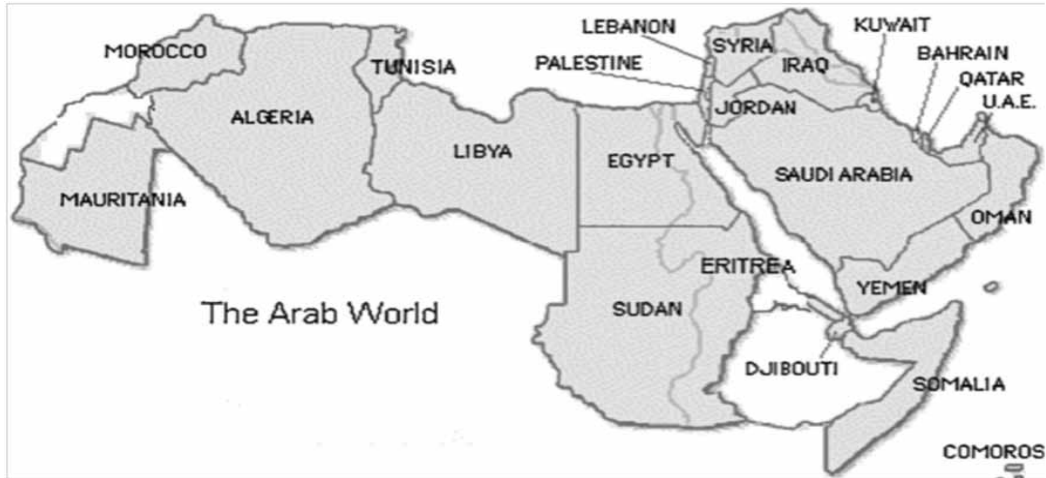 LEBANON
KUWAIT
MOROCCO
SYRIA
BAHRAIN
TUNISIA
PALESTINE
IRAQ
QATAR
U.A.E.
ALGERIA
JORDAN
LIBYA
EGYPT
SAUDI ARABIA
MAURITANIA
OMAN
ERITREA
YEMEN
The Arab World
SUDAN
DJIBOUTI
SOMALIA
COMOROS